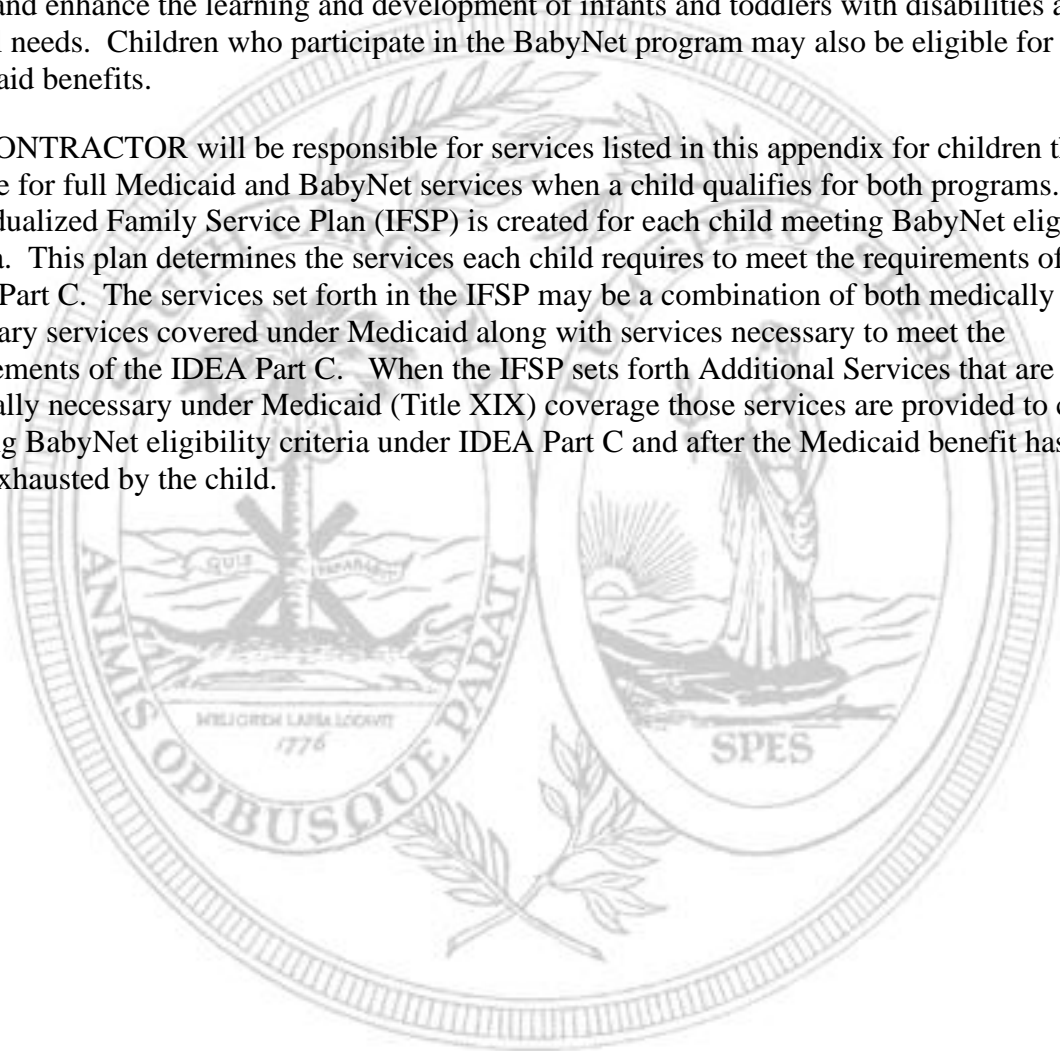 and enhance the learning and development of infants and toddlers with disabilities a
needs. Children who participate in the BabyNet program may also be eligible for
aid benefits.
ONTRACTOR will be responsible for services listed in this appendix for children th
e for full Medicaid and BabyNet services when a child qualifies for both programs.
dualized Family Service Plan (IFSP) is created for each child meeting BabyNet elig
a. This plan determines the services each child requires to meet the requirements of
Part C. The services set forth in the IFSP may be a combination of both medically
ary services covered under Medicaid along with services necessary to meet the
ements of the IDEA Part C. When the IFSP sets forth Additional Services that are
ally necessary under Medicaid (Title XIX) coverage those services are provided to c
g BabyNet eligibility criteria under IDEA Part C and after the Medicaid benefit has
xhausted by the child.
QUIS
ANIMIS OPIBUSQUE PARATI
MELIOREM LAPSA LOCAVIT
1776
SPES